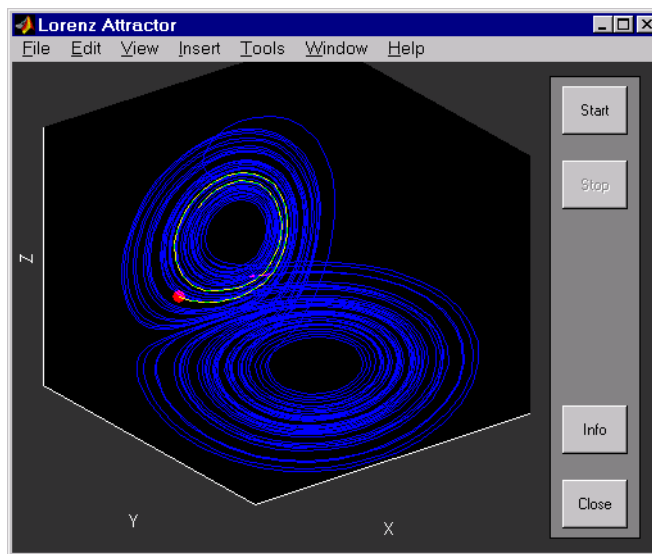 Lorenz Attractor
File Edit View Insert Tools Window Help
Start
Stop
Z
Info
Close
Y
X